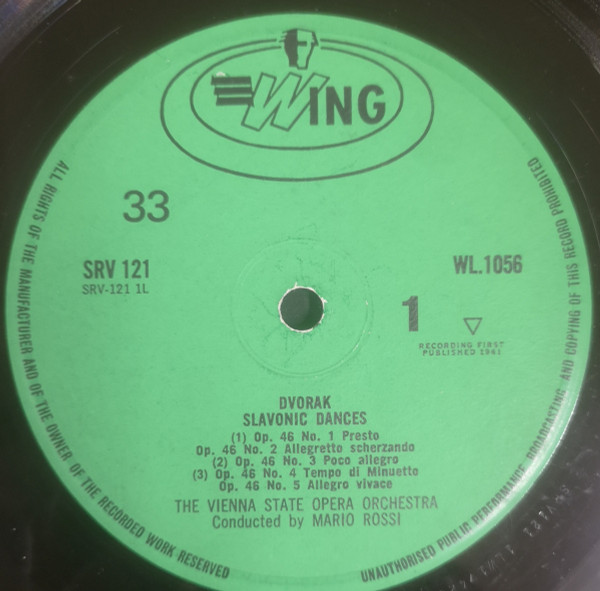 WING
33
SRV 121
SRV-121 1L
WL.1056
1
RECORDING FIRST
PUBLISHED 1962
DVORAK
SLAVONIC DANCES
(1) Op. 46 No. 1 Presto
Op. 46 No. 2 Allegretto scherzando
(2) Op. 46 No. 3 Poco allegro
(3) Op. 46 No. 4 Tempo di Minuetto
Op. 46 No. 5 Allegro vivace
THE VIENNA STATE OPERA ORCHESTRA
Conducted by MARIO ROSSI
ALL RIGHTS OF THE MANUFACTURER AND OF THE OWNER OF THE RECORDED WORK RESERVED
UNAUTHORISED PUBLIC PERFORMANCE, BROADCASTING AND COPYING OF THIS RECORD PROHIBITED